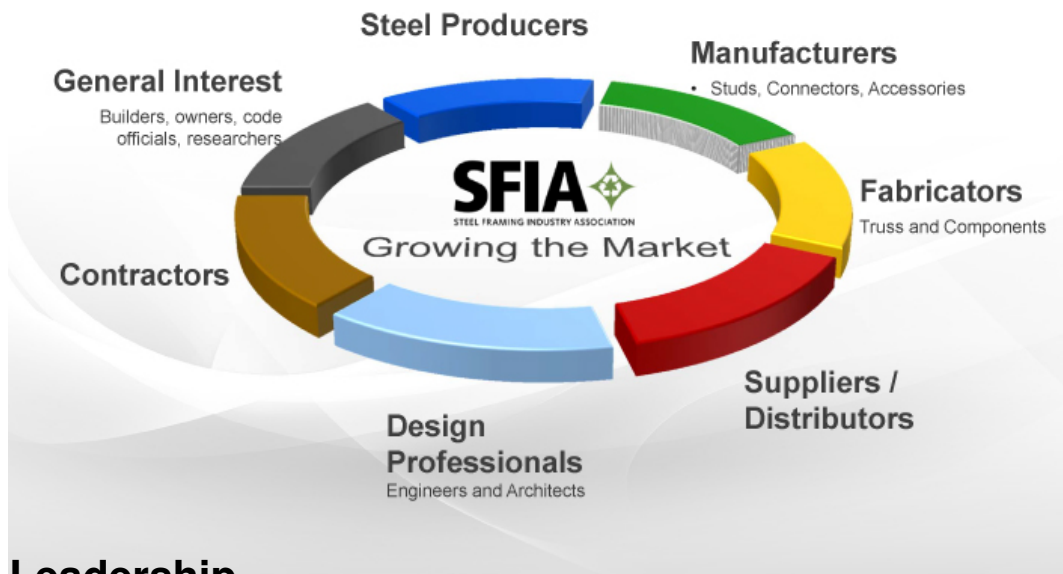 Steel Producers
Manufacturers
• Studs, Connectors, Accessories
General Interest
Builders, owners, code
officials, researchers
SFIA
STEEL FRAMING INDUSTRY ASSOCIATION
Growing the Market
Fabricators
Truss and Components
Contractors
Suppliers /
Distributors
Design
Professionals
Engineers and Architects
Leadership